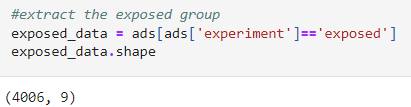 #extract the exposed group
exposed_data = ads[ads['experiment']=='exposed']
exposed_data.shape
(4006, 9)